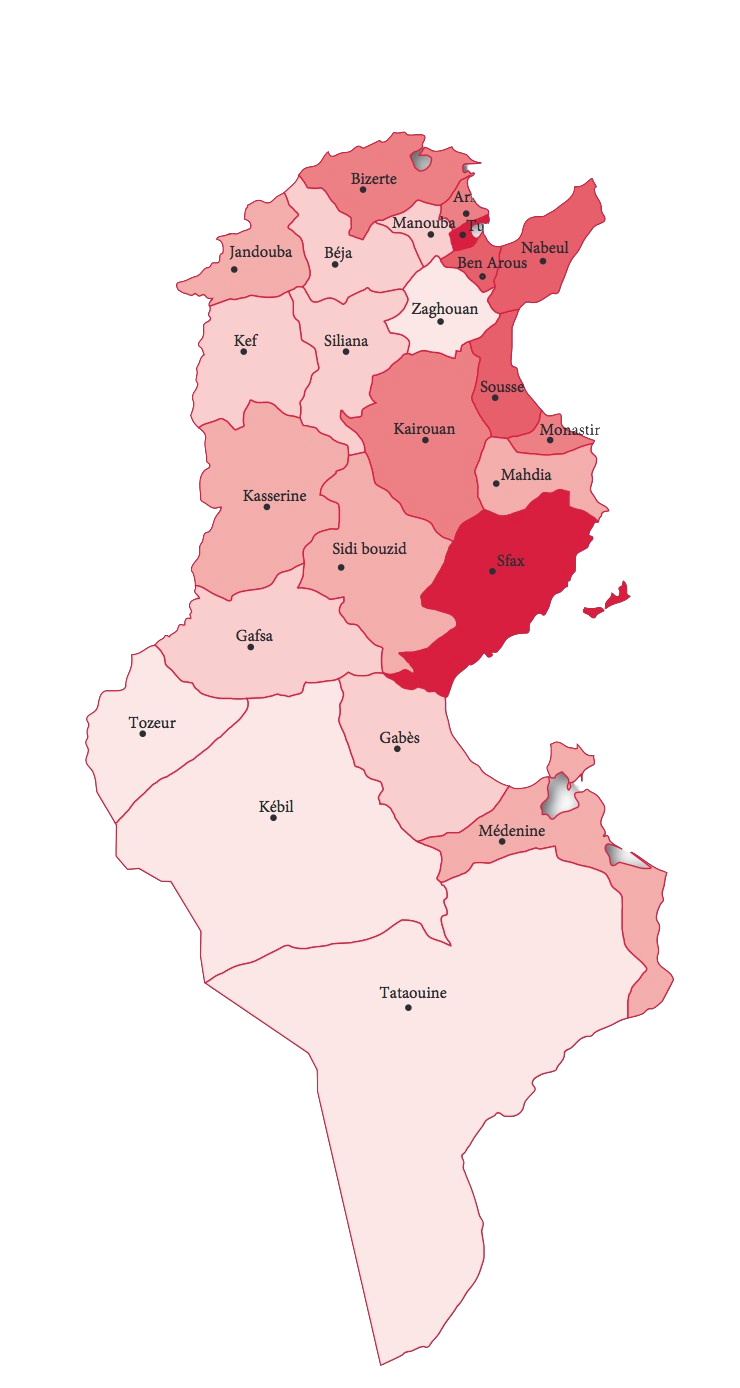 Bizerte
Ar
Manouba
Tu
Nabeul
Jandouba
Béja
Ben Arous
Zaghouan
Kef
Siliana
Sousse
Kairouan
Monastir
Mahdia
Kasserine
Sidi bouzid
Sfax
Gafsa
Tozeur
Gabès
Kébil
Médenine
Tataouine